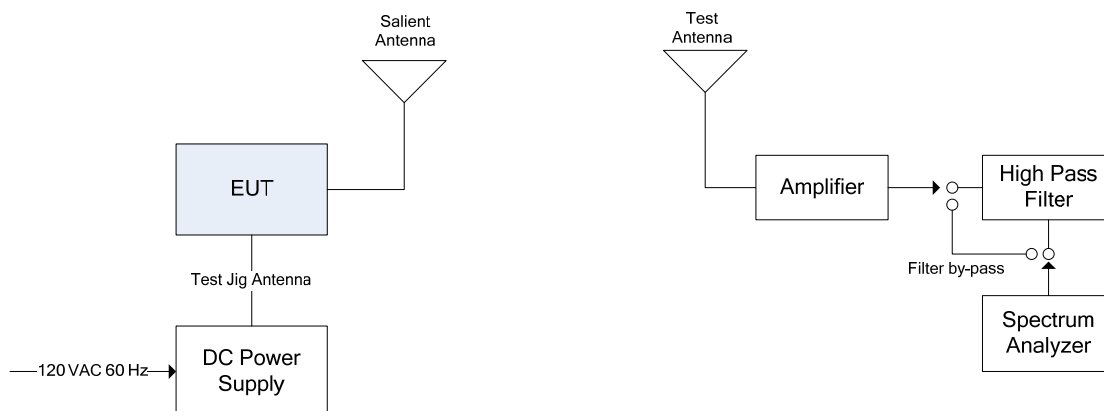 Salient
Antenna
Test
Antenna
EUT
Amplifier
High Pass
Filter
Test Jig Antenna
Filter by-pass
DC Power
Supply
120 VAC 60 Hz
Spectrum
Analyzer